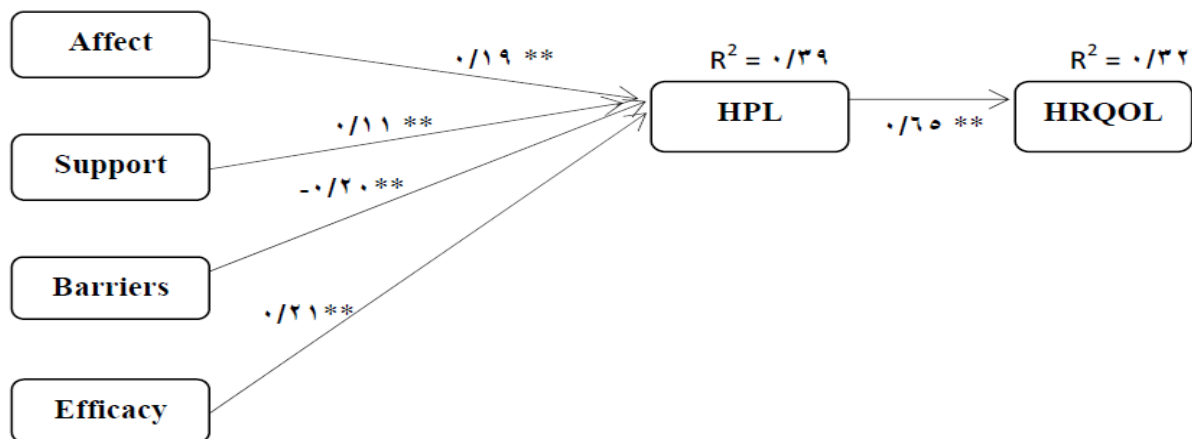 Affect
۰/۱۹ **
R² = ۰/۳۹
R² = ۰/۳۲
HPL
HRQOL
۰/٦٥ **
Support
۰/۱۱ **
-۰/۲۰**
Barriers
۰/۲۱**
Efficacy